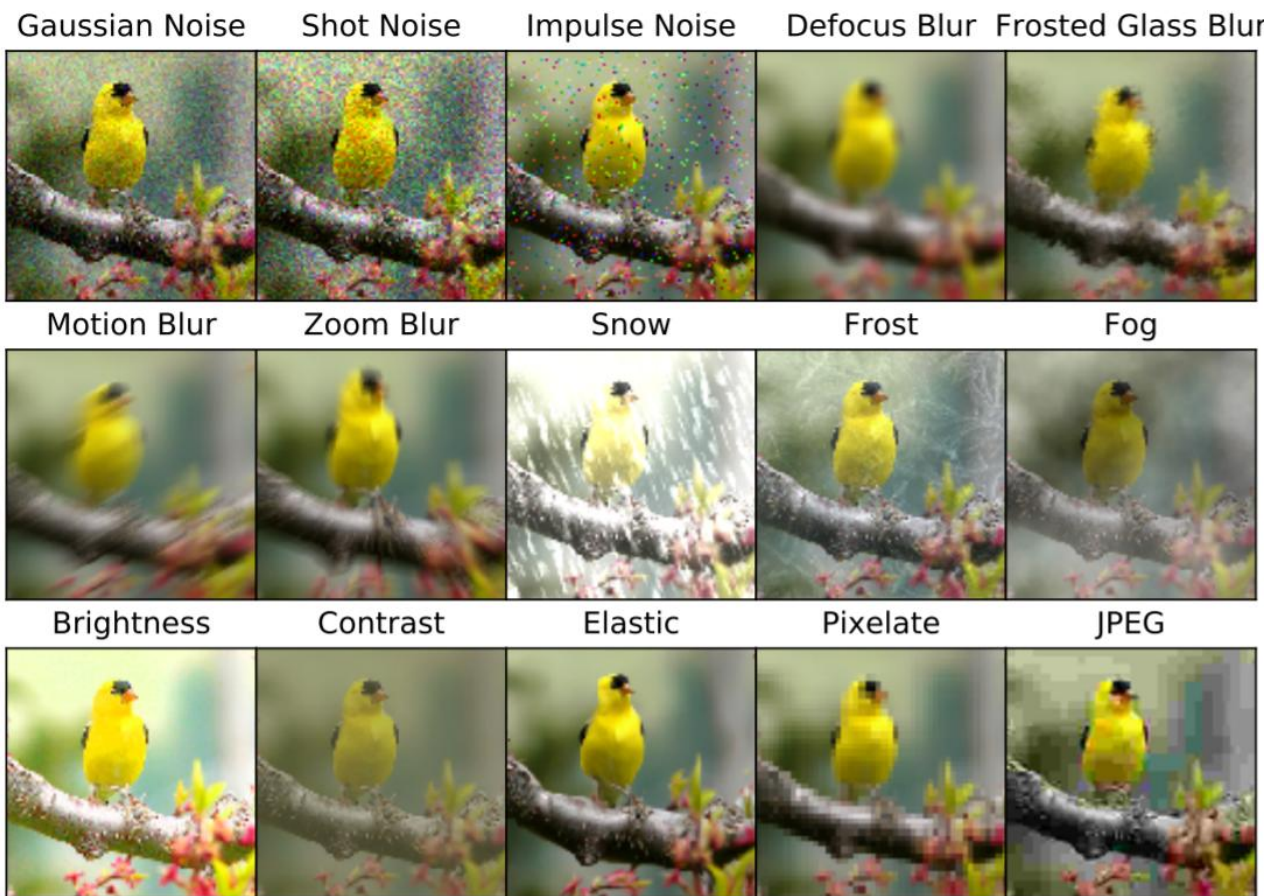 Gaussian Noise Shot Noise Impulse Noise Defocus Blur Frosted Glass Blur
Motion Blur Zoom Blur Snow Frost Fog
Brightness Contrast Elastic Pixelate JPEG